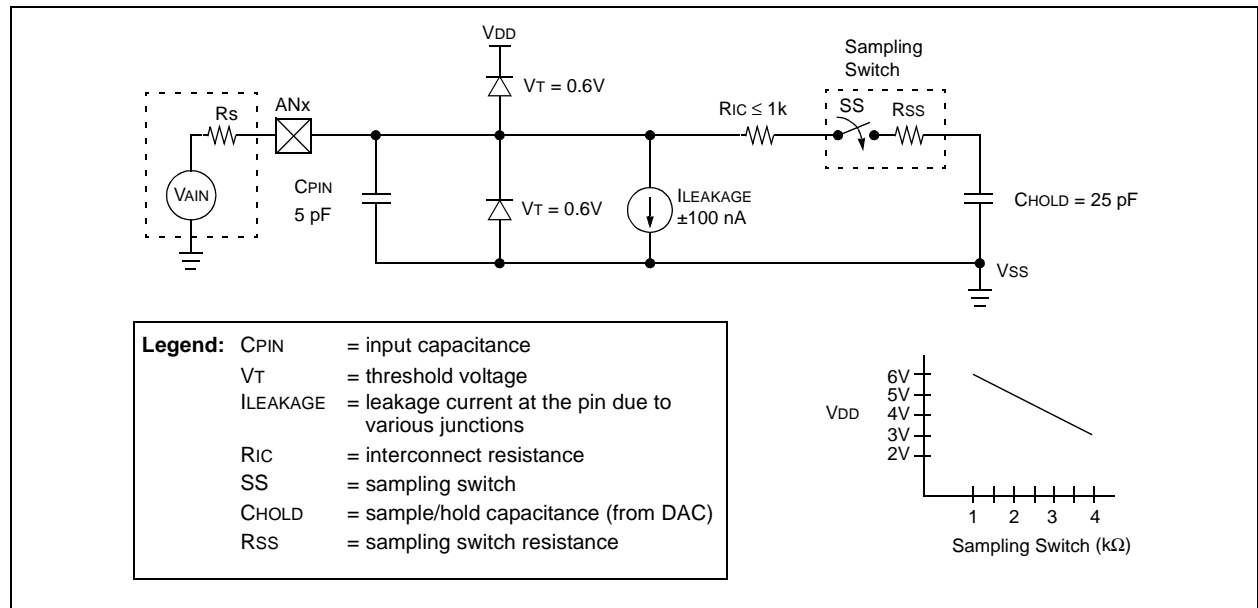 VDD
Sampling
Switch
VT = 0.6V
Rs
ANx
RIC ≤ 1k
SS
RSS
VAIN
CPIN
5 pF
VT = 0.6V
ILEAKAGE
±100 nA
CHOLD = 25 pF
VSS
Legend: CPIN = input capacitance
VT = threshold voltage
ILEAKAGE = leakage current at the pin due to
various junctions
RIC = interconnect resistance
SS = sampling switch
CHOLD = sample/hold capacitance (from DAC)
RSS = sampling switch resistance
6V
5V
VDD
4V
3V
2V
1 2 3 4
Sampling Switch (kΩ)